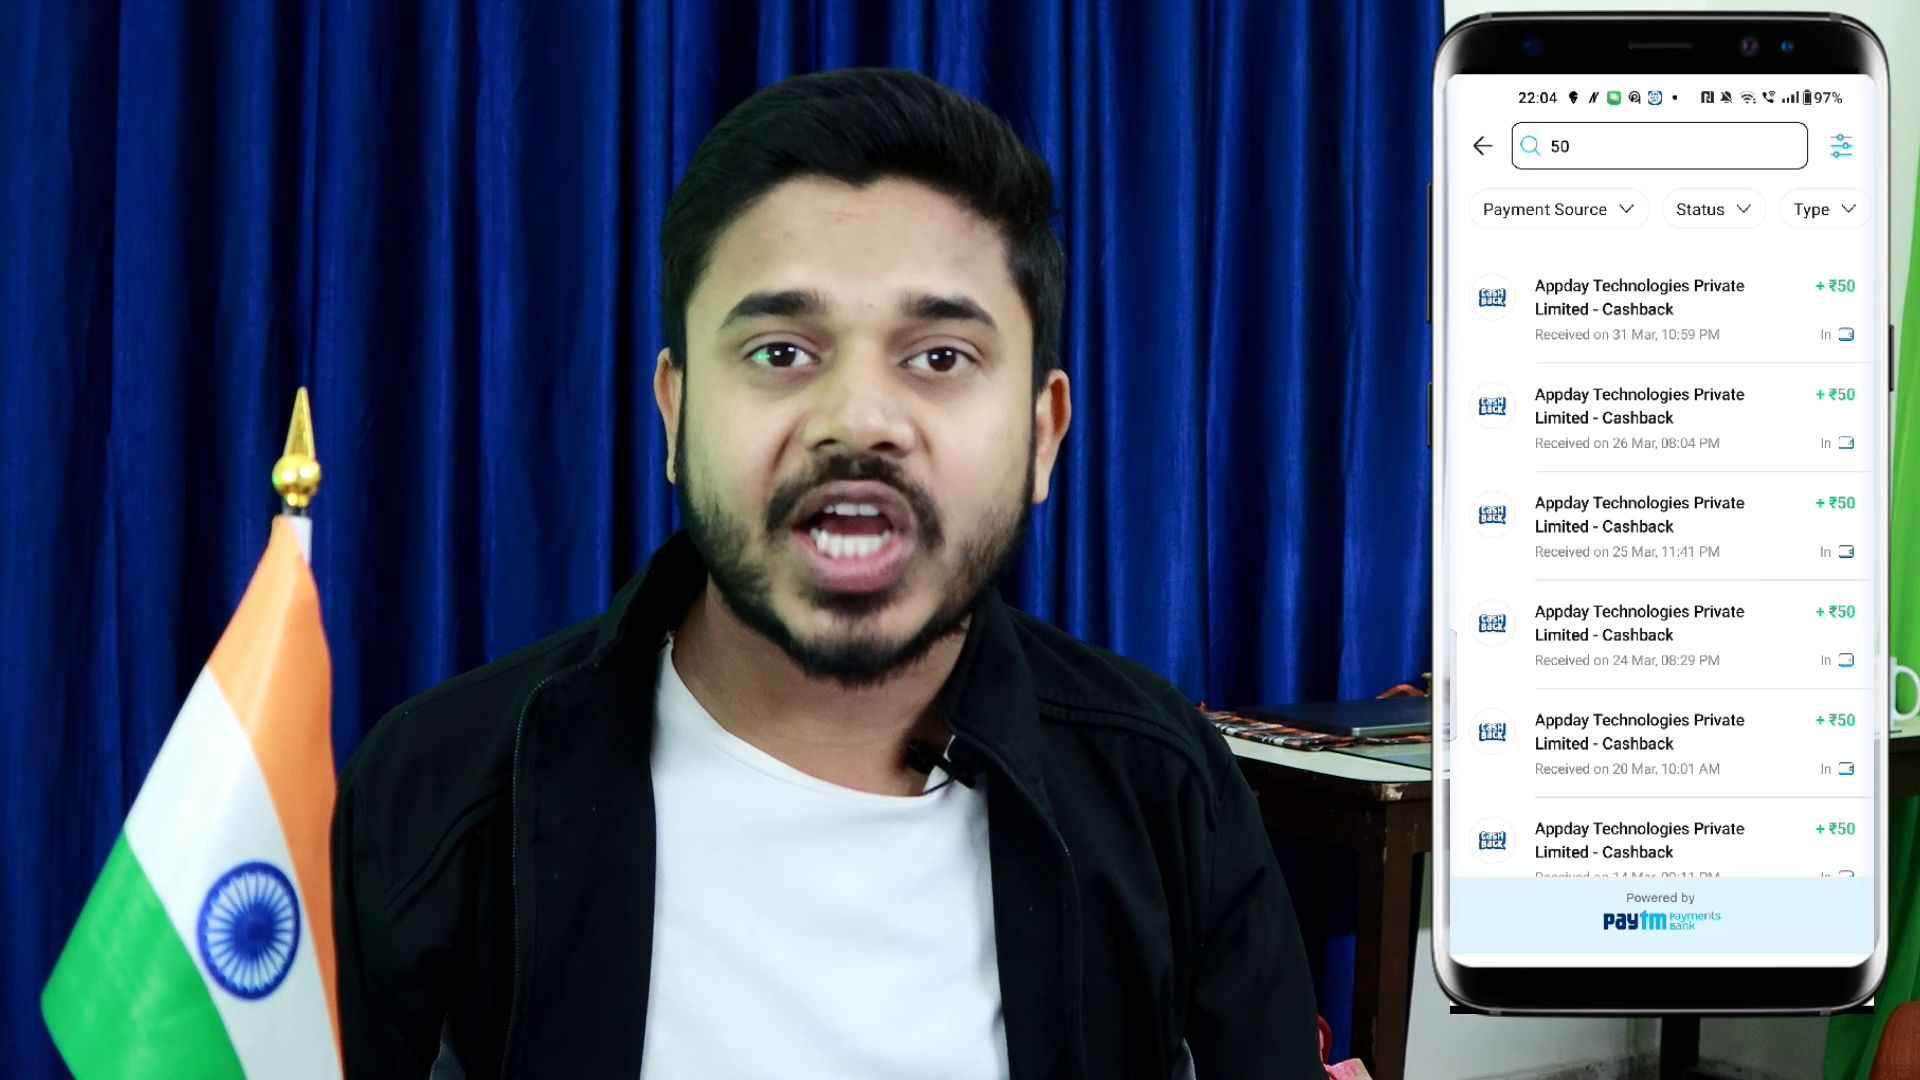 22:04
97%
50
Payment Source
Status
Type
Appday Technologies Private
+ ₹50
Limited - Cashback
Received on 31 Mar, 10:59 PM
In
Appday Technologies Private
+ ₹50
Limited - Cashback
Received on 26 Mar, 08:04 PM
In
Appday Technologies Private
+ ₹50
Limited - Cashback
Received on 25 Mar, 11:41 PM
In
Appday Technologies Private
+ ₹50
Limited - Cashback
Received on 24 Mar, 08:29 PM
In
Appday Technologies Private
+ ₹50
Limited - Cashback
Received on 20 Mar, 10:01 AM
In
Appday Technologies Private
+ ₹50
Limited - Cashback
Powered by
paytm Payments
Bank